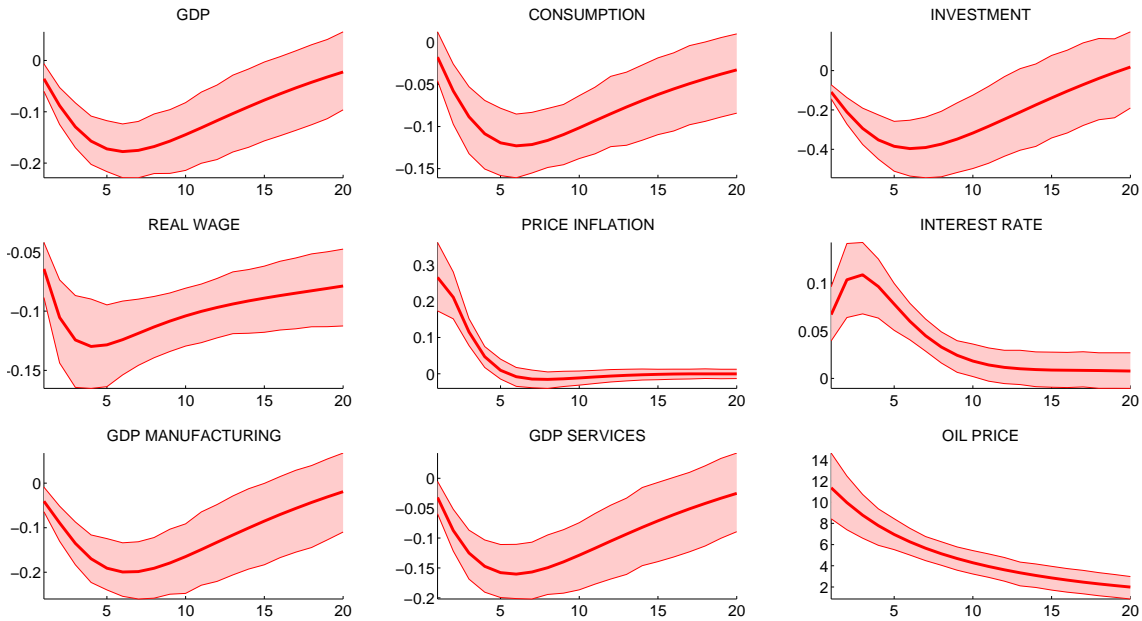 GDP
0
−0.1
−0.2
5 10 15 20
CONSUMPTION
0
−0.05
−0.1
−0.15
5 10 15 20
INVESTMENT
0
−0.2
−0.4
5 10 15 20
REAL WAGE
-0.05
-0.1
-0.15
5 10 15 20
PRICE INFLATION
0.3
0.2
0.1
0
5 10 15 20
INTEREST RATE
0.1
0.05
0
5 10 15 20
GDP MANUFACTURING
0
−0.1
−0.2
5 10 15 20
GDP SERVICES
0
−0.05
−0.1
−0.15
−0.2
5 10 15 20
OIL PRICE
14
12
10
8
6
4
2
5 10 15 20